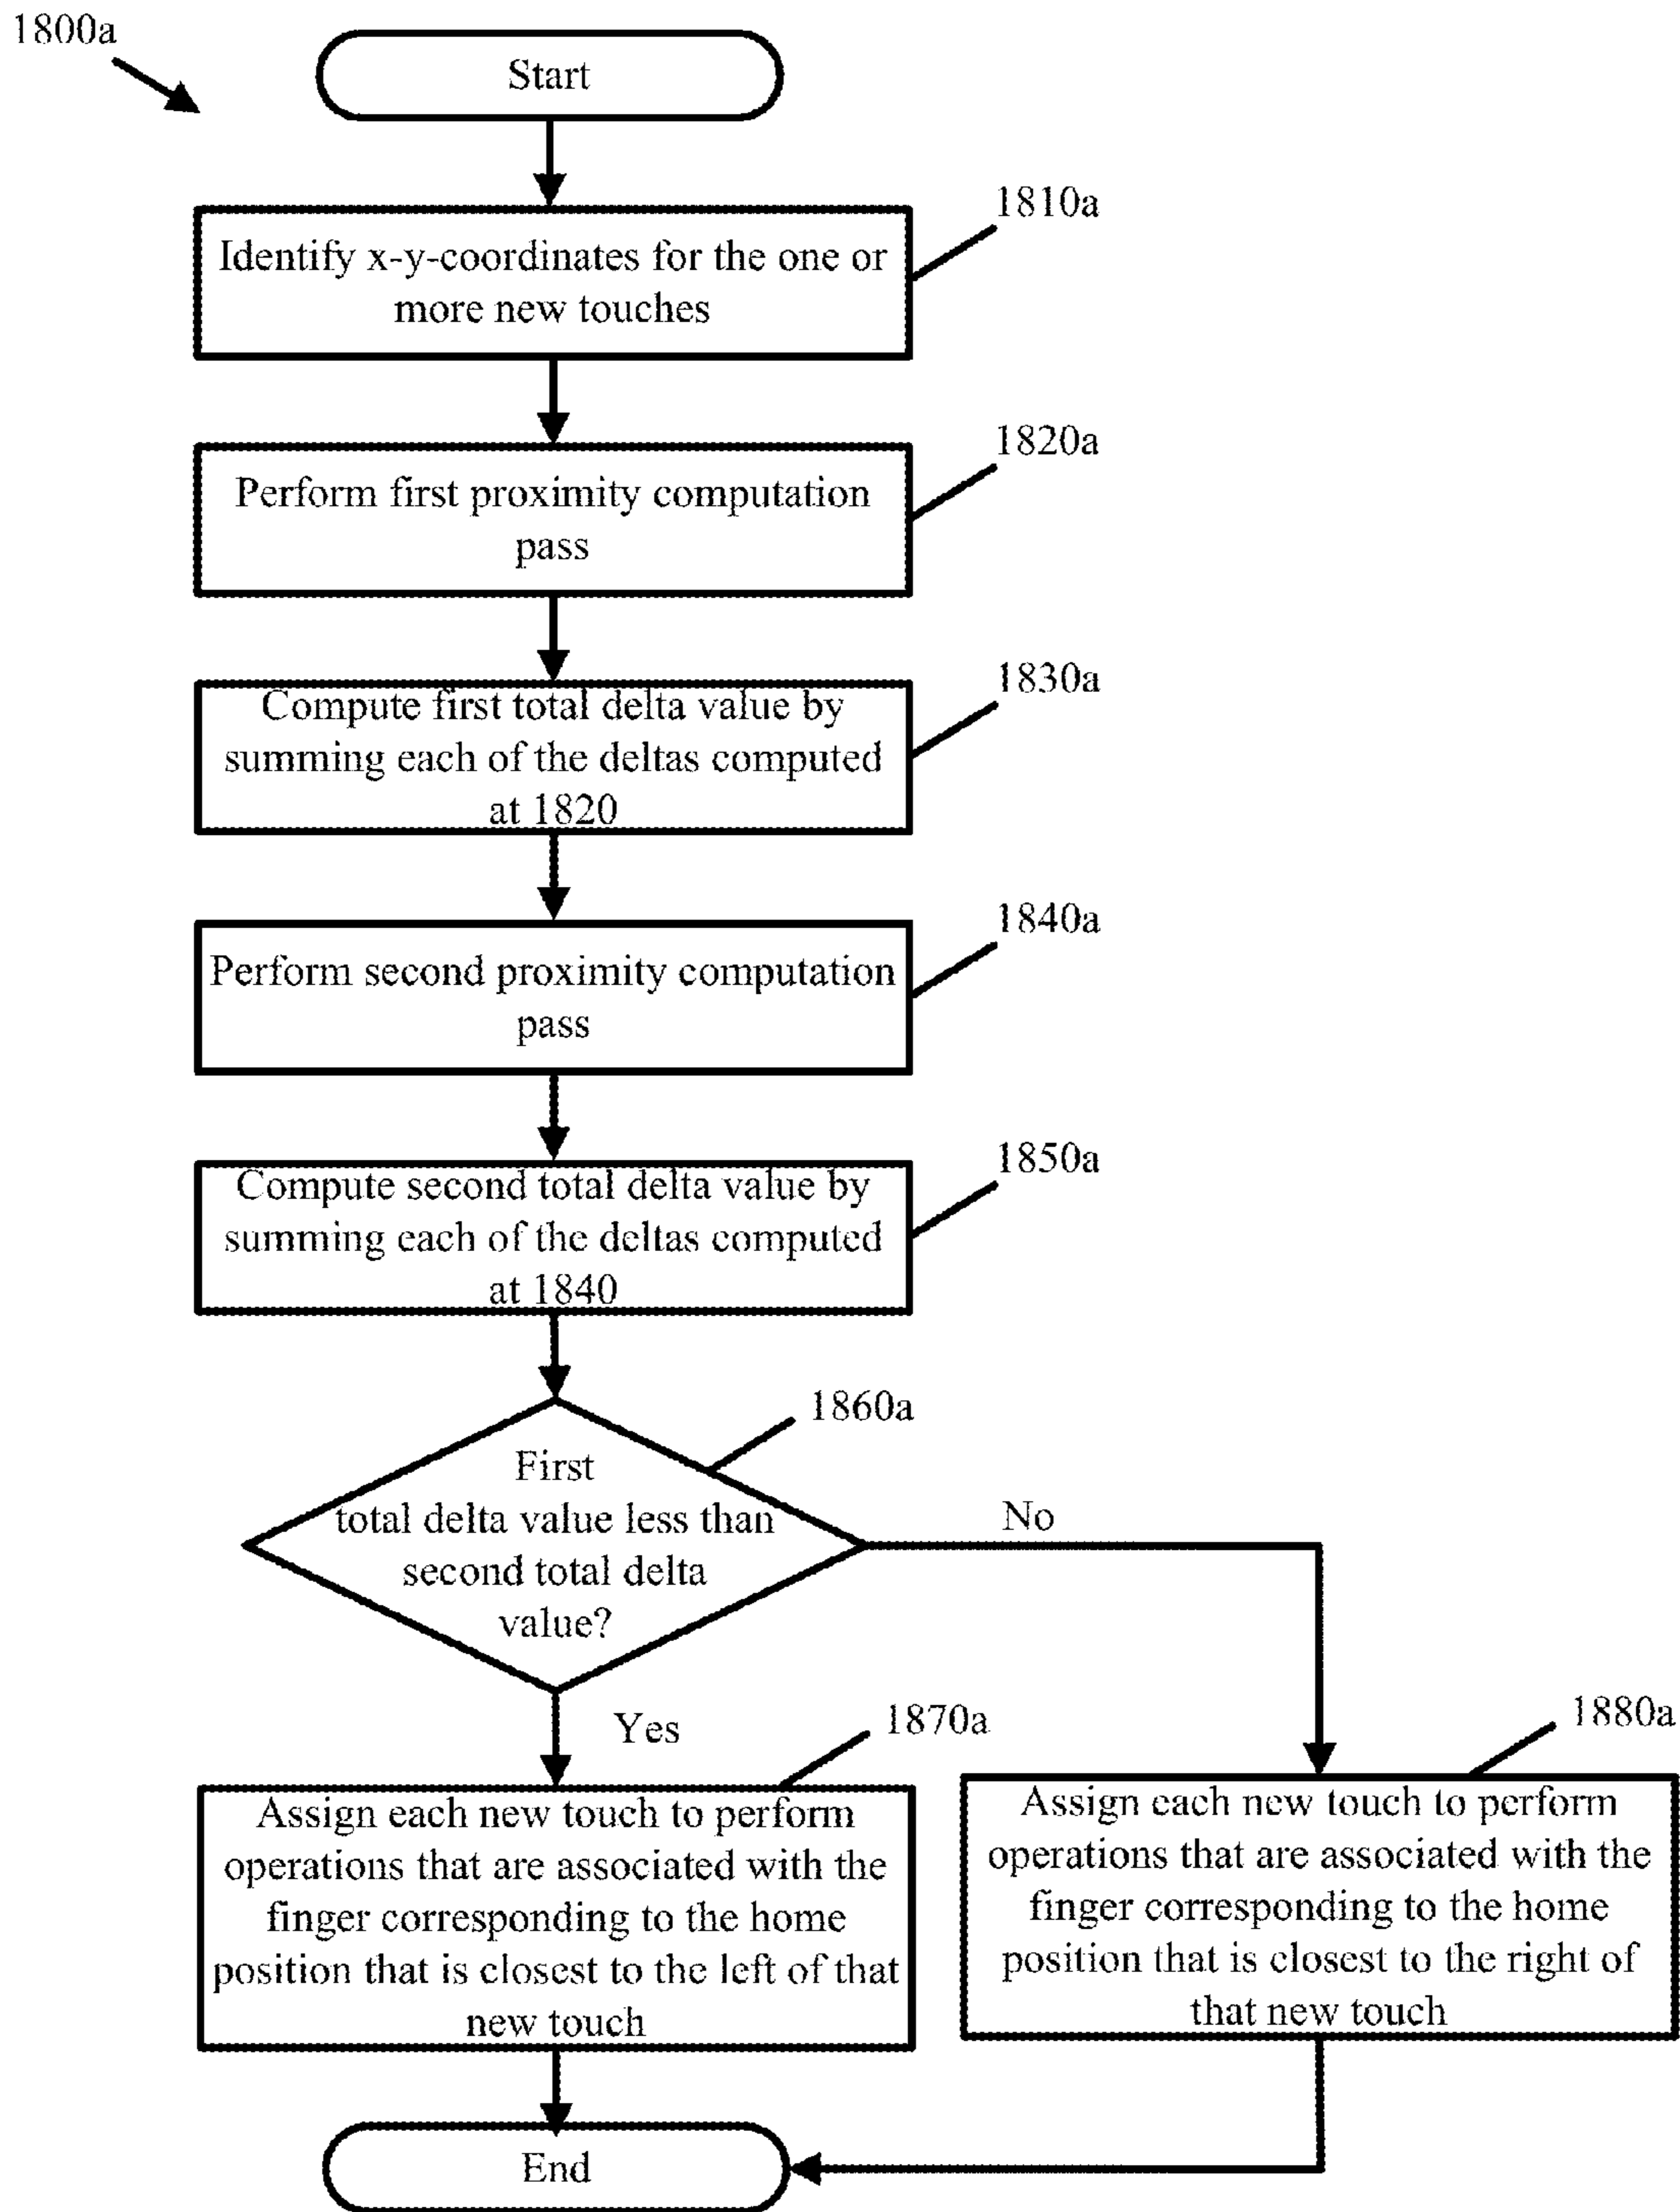 1800a
Start
1810a
Identify x-y-coordinates for the one or
more new touches
1820a
Perform first proximity computation
pass
1830a
Compute first total delta value by
summing each of the deltas computed
at 1820
1840a
Perform second proximity computation
pass
1850a
Compute second total delta value by
summing each of the deltas computed
at 1840
1860a
First
total delta value less than
second total delta
value?
No
Yes
1870a
1880a
Assign each new touch to perform
operations that are associated with the
finger corresponding to the home
position that is closest to the left of that
new touch
Assign each new touch to perform
operations that are associated with the
finger corresponding to the home
position that is closest to the right of
that new touch
End